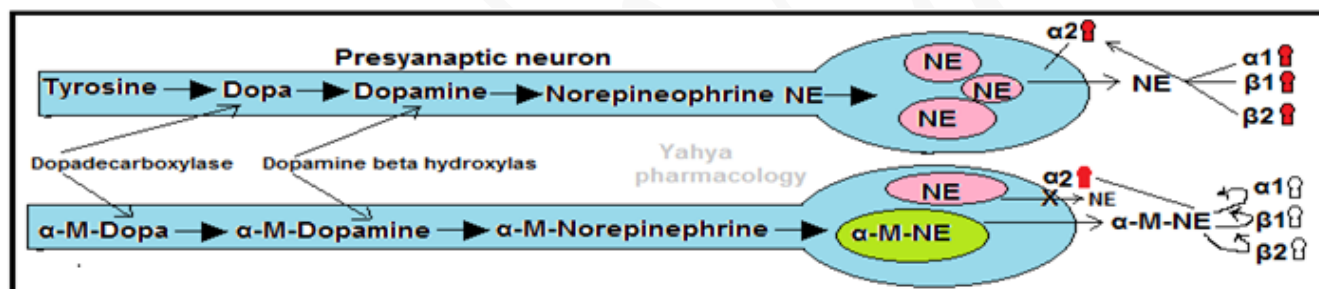 Presyanaptic neuron
α2
α1
Tyrosine Dopa Dopamine Norepineophrine NE
NE
NE
NE
NE
β1
β2
Dopadecarboxylase Dopamine beta hydroxylas
Yahya
pharmacology
NE
α2
X NE
α1
α-M-Dopa α-M-Dopamine α-M-Norepinephrine α-M-NE
α-M-NE
β1
β2